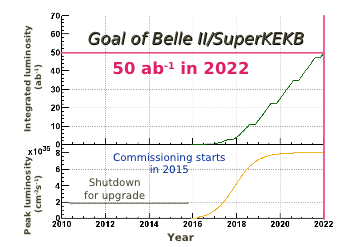 Goal of Belle II/SuperKEKB
50 ab⁻¹ in 2022
Integrated luminosity
(ab⁻¹)
70
60
50
40
30
20
10
0
Commissioning starts
in 2015
Shutdown
for upgrade
Peak luminosity
(cm⁻²s⁻¹)
x10³⁵
8
6
4
2
0
2010 2012 2014 2016 2018 2020 2022
Year